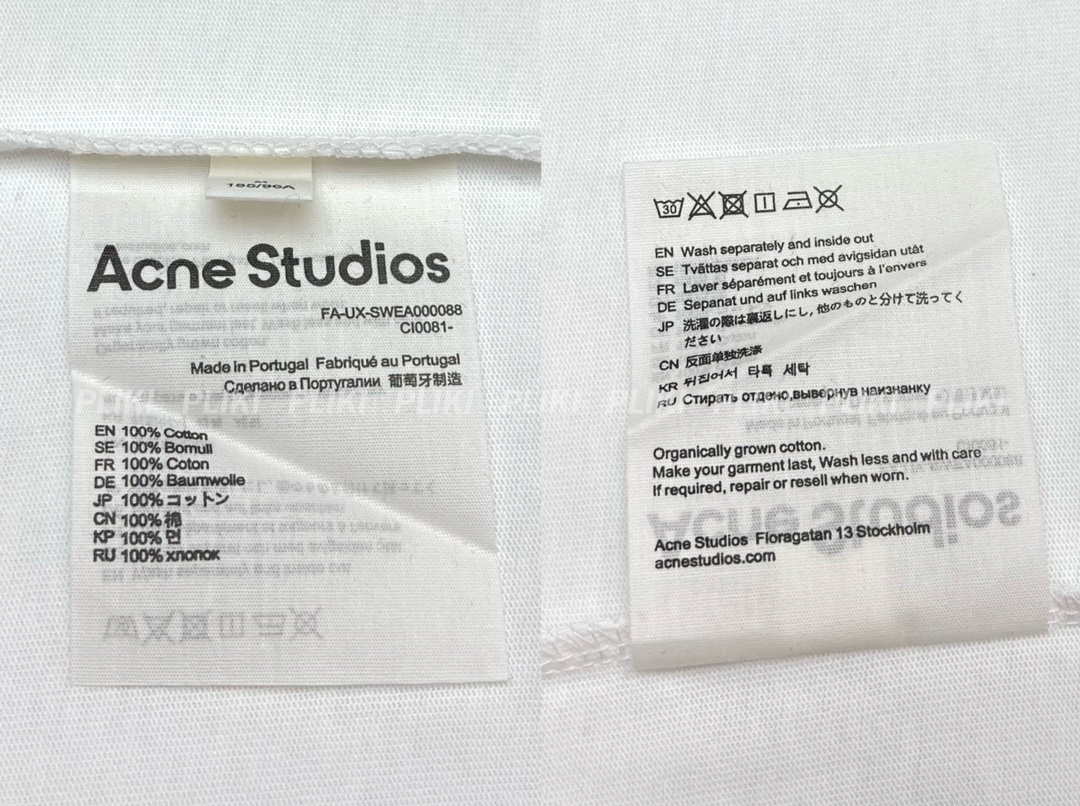 165/96A
Acne Studios
FA-UX-SWEA000088
CI0081-
Made in Portugal Fabriqué au Portugal
Сделано в Португалии 葡萄牙制造
EN 100% Cotton
SE 100% Bomull
FR 100% Coton
DE 100% Baumwolle
JP 100% コットン
CN 100% 棉
KP 100% 면
RU 100% хлопок
30
EN Wash separately and inside out
SE Tvättas separat och med avigsidan utåt
FR Laver séparément et toujours à l'envers
DE Sepanat und auf links waschen
JP 洗濯の際は裏返しにし, 他のものと分けて洗ってく
ださい
CN 反面单独洗涤
KR 뒤집어서 타특 세탁
RU Стирать отдено,вывернув наизнанку
Organically grown cotton.
Make your garment last, Wash less and with care
If required, repair or resell when worn.
Acne Studios Floragatan 13 Stockholm
acnestudios.com